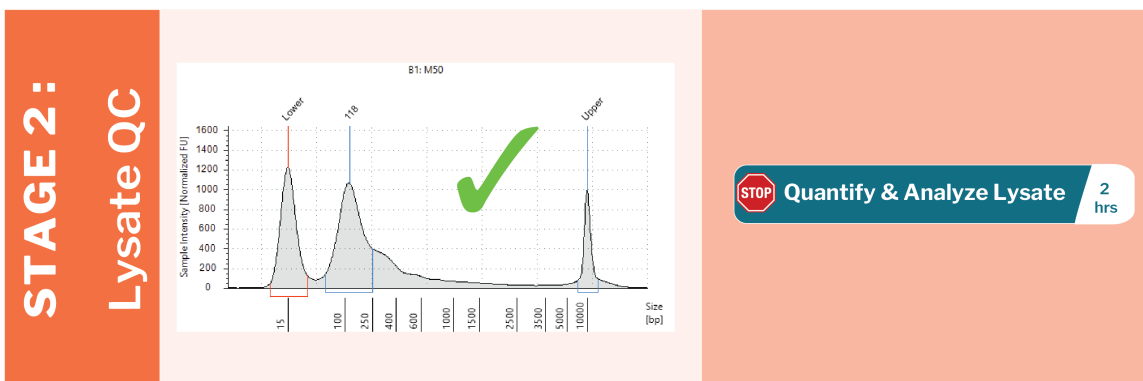 STAGE 2:
Lysate QC
B1: M50
Lower
118
Upper
Sample Intensity [Normalized FU]
1600
1400
1200
1000
800
600
400
200
0
15
100
250
400
600
1000
1500
2500
3500
5000
10000
Size
[bp]
STOP
Quantify & Analyze Lysate
2
hrs